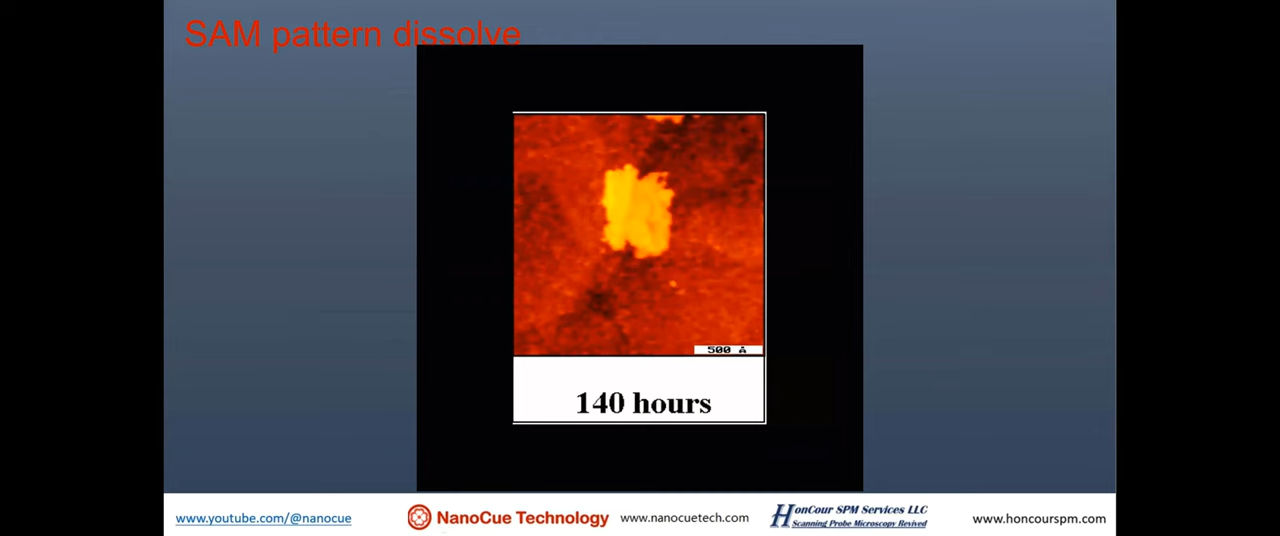 SAM pattern dissolve
500 Å
140 hours
www.youtube.com/@nanocue
NanoCue Technology
www.nanocuetech.com
HonCour SPM Services LLC
Scanning Probe Microscopy Revived
www.honcourspm.com